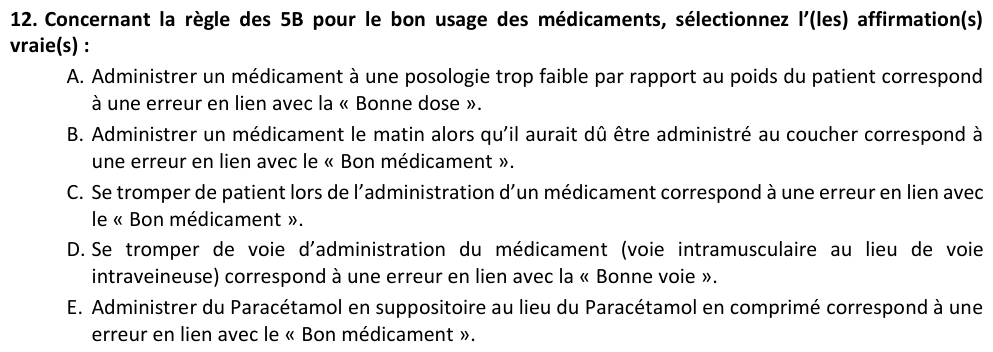 12. Concernant la règle des 5B pour le bon usage des médicaments, sélectionnez l’(les) affirmation(s)
vraie(s) :
A. Administrer un médicament à une posologie trop faible par rapport au poids du patient correspond
à une erreur en lien avec la « Bonne dose ».
B. Administrer un médicament le matin alors qu’il aurait dû être administré au coucher correspond à
une erreur en lien avec le « Bon médicament ».
C. Se tromper de patient lors de l’administration d’un médicament correspond à une erreur en lien avec
le « Bon médicament ».
D. Se tromper de voie d’administration du médicament (voie intramusculaire au lieu de voie
intraveineuse) correspond à une erreur en lien avec la « Bonne voie ».
E. Administrer du Paracétamol en suppositoire au lieu du Paracétamol en comprimé correspond à une
erreur en lien avec le « Bon médicament ».